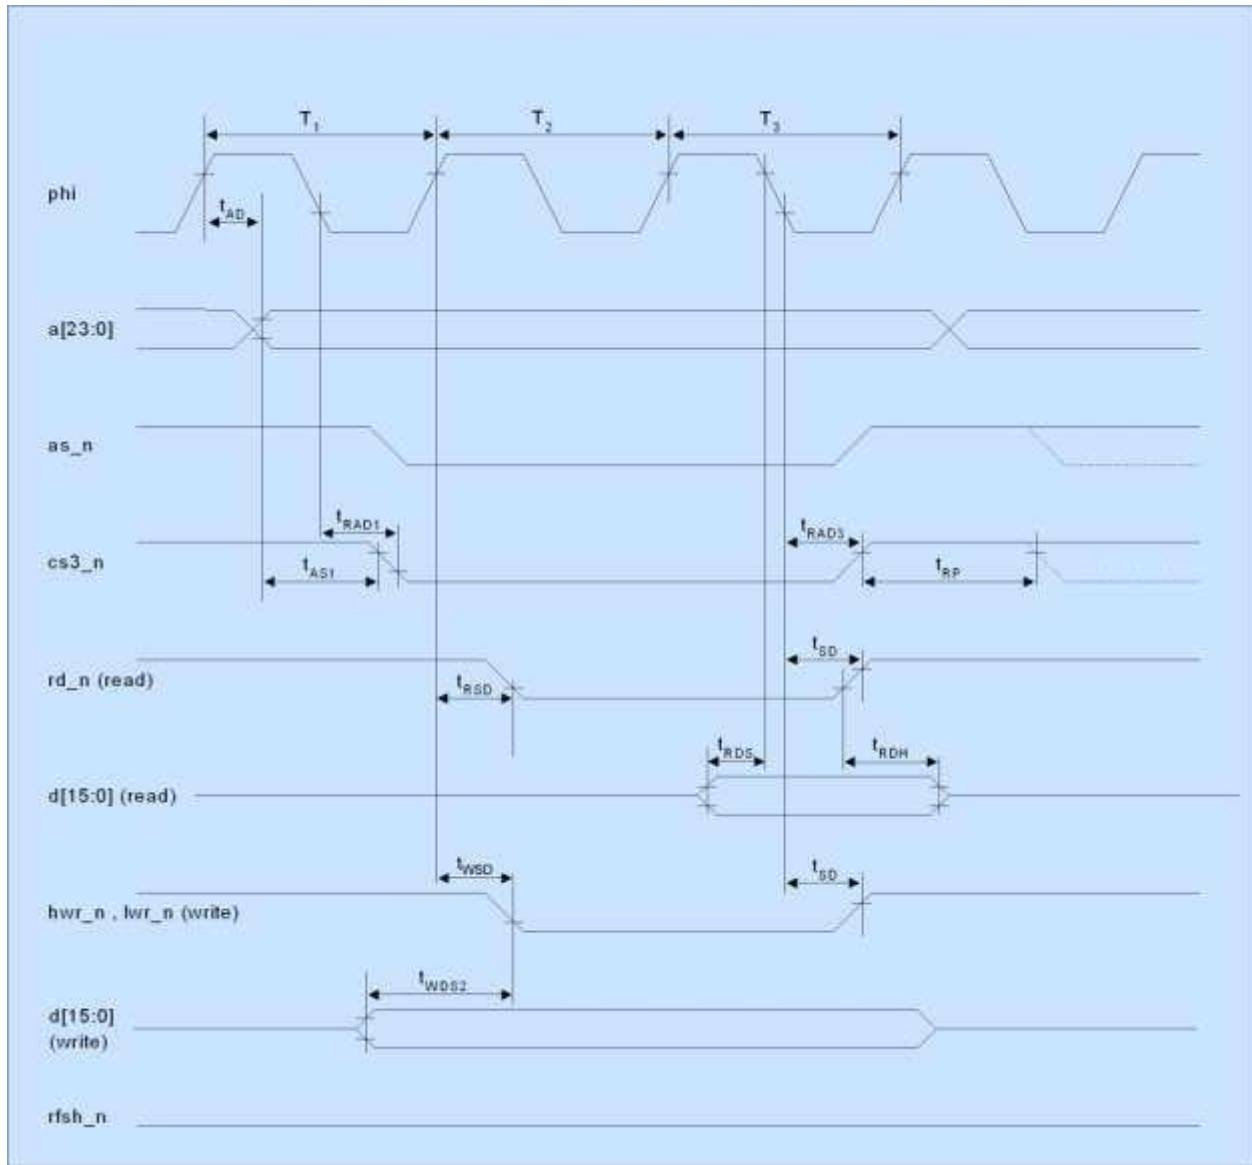 T1 T2 T3
phi
tAD
a[23:0]
as_n
tRAD1 tRAD3
cs3_n
tAS1 tRP
tSD
rd_n (read)
tRSD
tRDS tRDH
d[15:0] (read)
tWSD tSD
hwr_n , lwr_n (write)
tWDS2
d[15:0]
(write)
rfsh_n